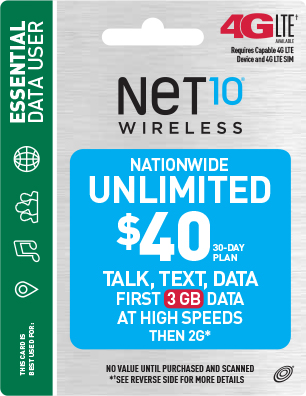 ESSENTIAL
DATA USER
THIS CARD IS
BEST USED FOR:
4G LTE†
AVAILABLE
Requires Capable 4G LTE
Device and 4G LTE SIM
NET10®
WIRELESS
NATIONWIDE
UNLIMITED
$40 30-DAY
PLAN
TALK, TEXT, DATA
FIRST 3 GB DATA
AT HIGH SPEEDS
THEN 2G*
NO VALUE UNTIL PURCHASED AND SCANNED
*†SEE REVERSE SIDE FOR MORE DETAILS